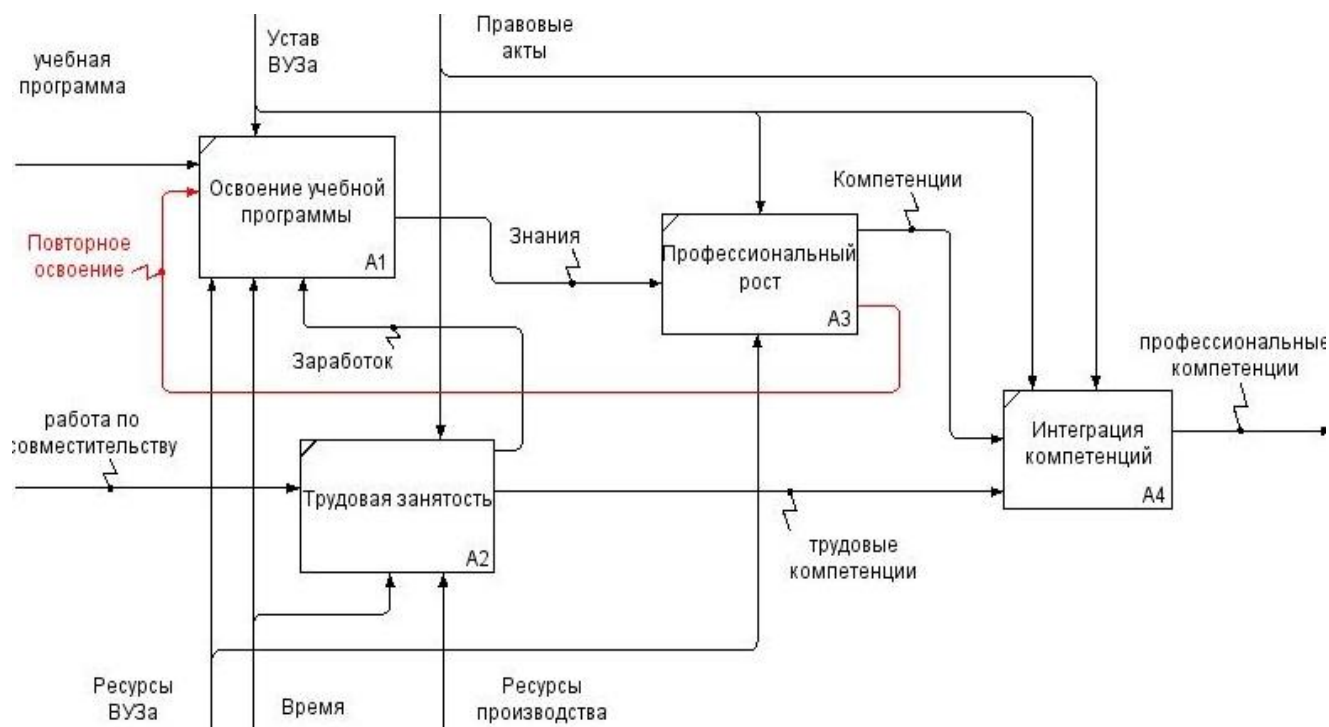 учебная
программа
Устав
ВУЗа
Правовые
акты
Освоение учебной
программы
A1
Повторное
освоение
Знания
Компетенции
Профессиональный
рост
A3
Заработок
профессиональные
компетенции
работа по
совместительству
Трудовая занятость
A2
Интеграция
компетенций
A4
трудовые
компетенции
Ресурсы
ВУЗа
Время
Ресурсы
производства